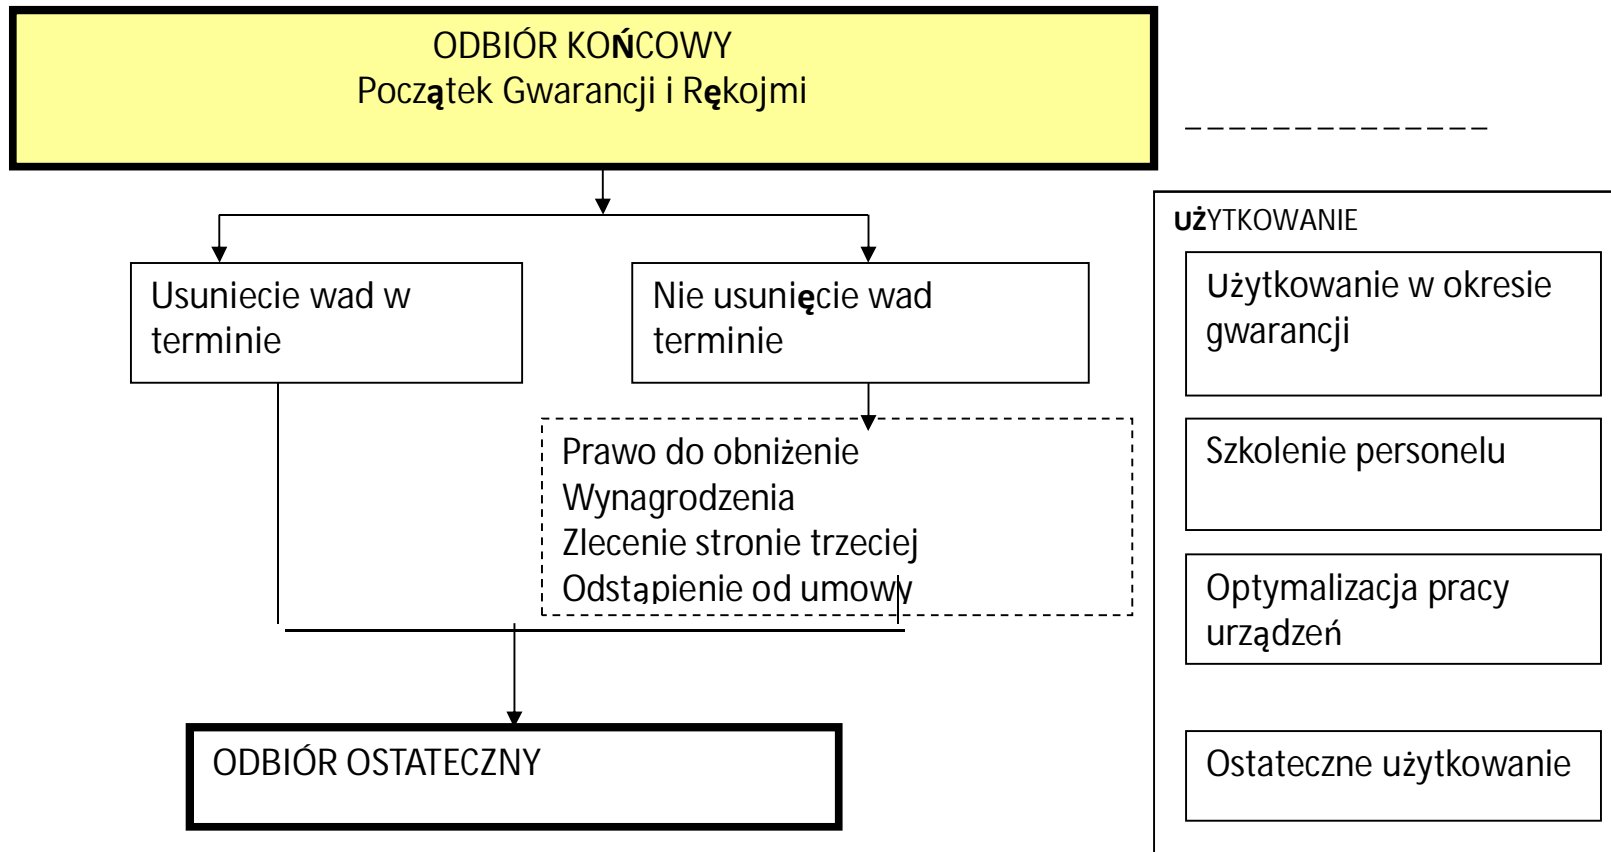 ODBIÓR KOŃCOWY
Początek Gwarancji i Rękojmi
Usuniecie wad w
terminie
Nie usunięcie wad
terminie
Prawo do obniżenie
Wynagrodzenia
Zlecenie stronie trzeciej
Odstąpienie od umowy
ODBIÓR OSTATECZNY
UŻYTKOWANIE
Użytkowanie w okresie
gwarancji
Szkolenie personelu
Optymalizacja pracy
urządzeń
Ostateczne użytkowanie